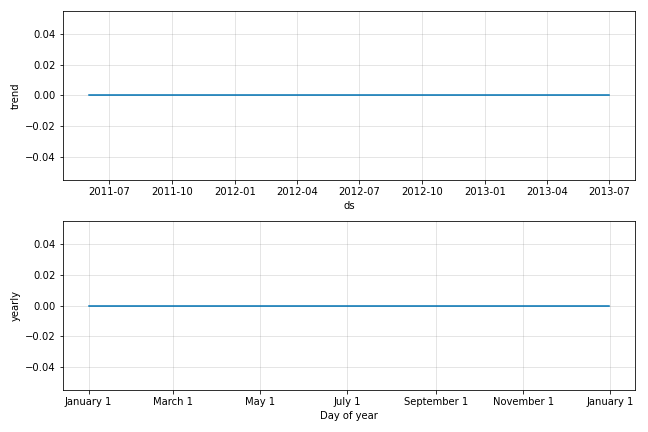 0.04
0.02
0.00
−0.02
−0.04
trend
2011-07 2011-10 2012-01 2012-04 2012-07 2012-10 2013-01 2013-04 2013-07
ds
0.04
0.02
0.00
−0.02
−0.04
yearly
January 1 March 1 May 1 July 1 September 1 November 1 January 1
Day of year